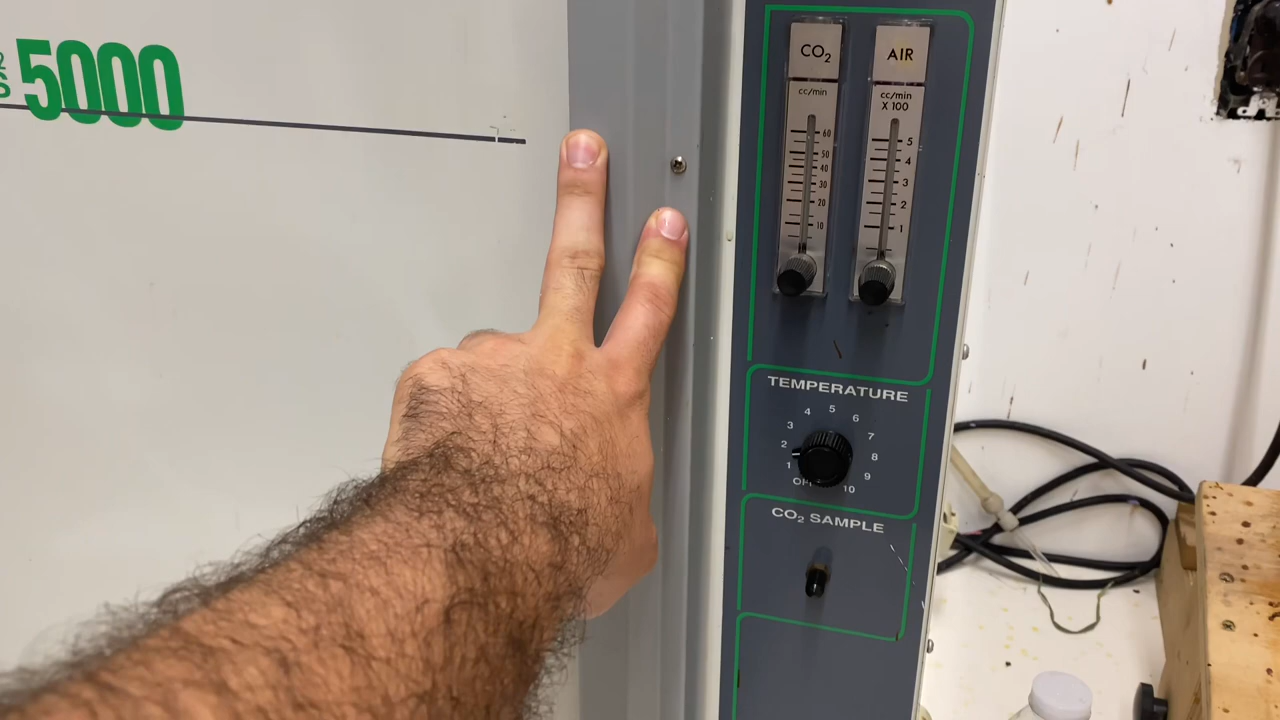 5000
CO₂
cc/min
60
50
40
30
20
10
AIR
cc/min
X 100
5
4
3
2
1
TEMPERATURE
OFF 1 2 3 4 5 6 7 8 9 10
CO₂ SAMPLE